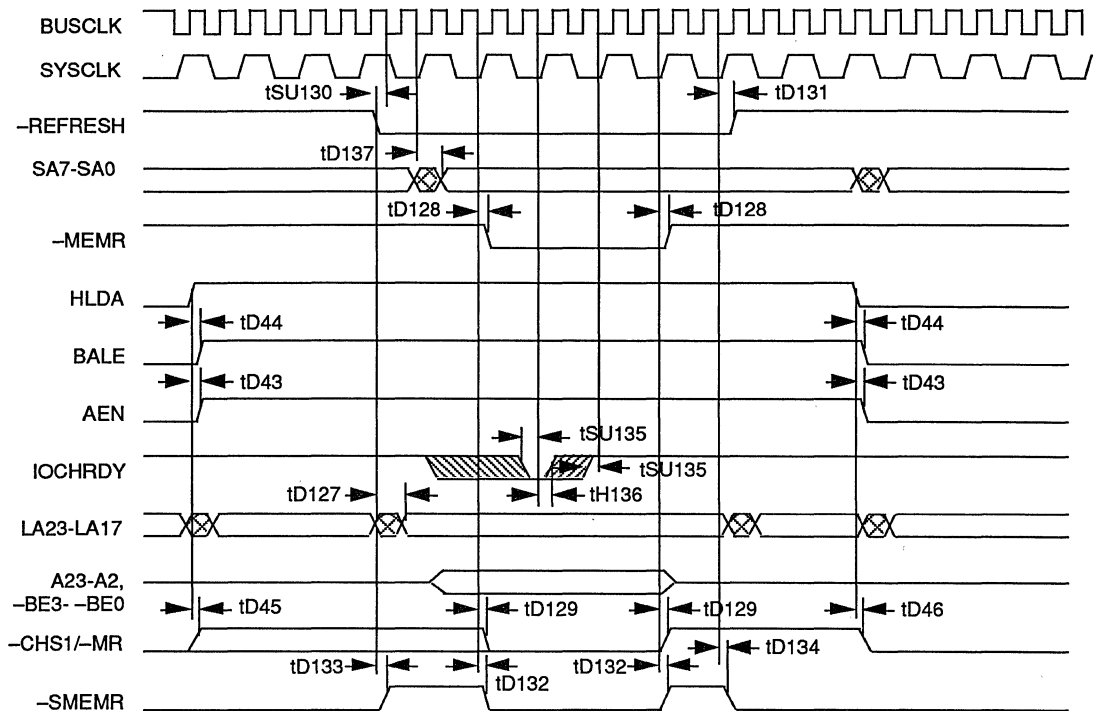 BUSCLK
SYSCLK
tSU130
tD131
–REFRESH
tD137
SA7-SA0
tD128
tD128
–MEMR
HLDA
tD44
tD44
BALE
tD43
tD43
AEN
tSU135
IOCHRDY
tSU135
tD127
tH136
LA23-LA17
A23-A2,
–BE3- –BE0
tD45
tD129
tD129
tD46
–CHS1/–MR
tD134
tD133
tD132
tD132
–SMEMR